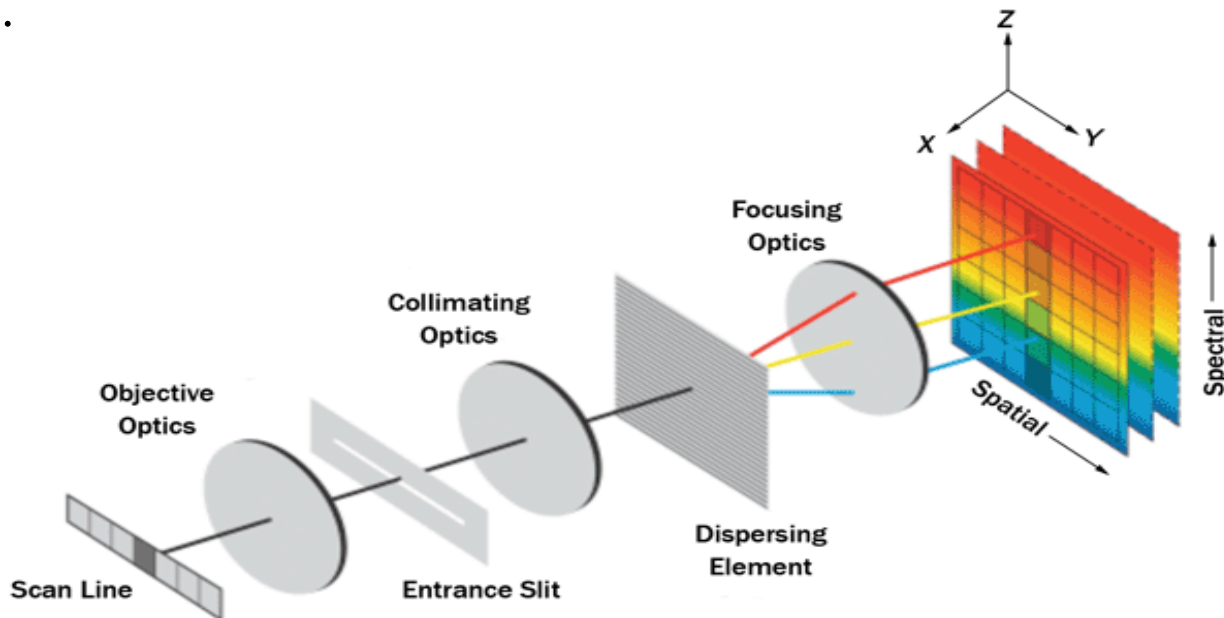 Z
X
Y
Focusing
Optics
Spectral
Collimating
Optics
Spatial
Objective
Optics
Dispersing
Element
Entrance Slit
Scan Line